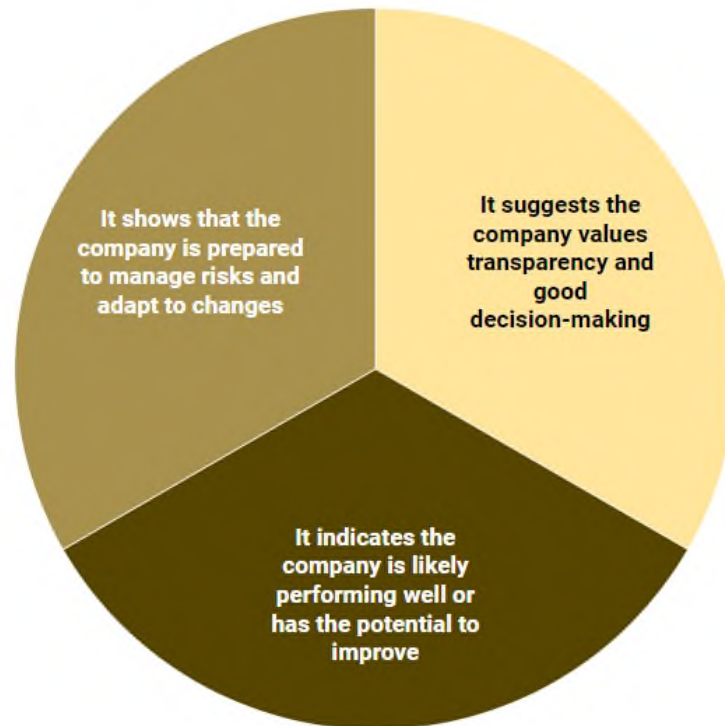 It shows that the
company is prepared
to manage risks and
adapt to changes
It suggests the
company values
transparency and
good
decision-making
It indicates the
company is likely
performing well or
has the potential to
improve